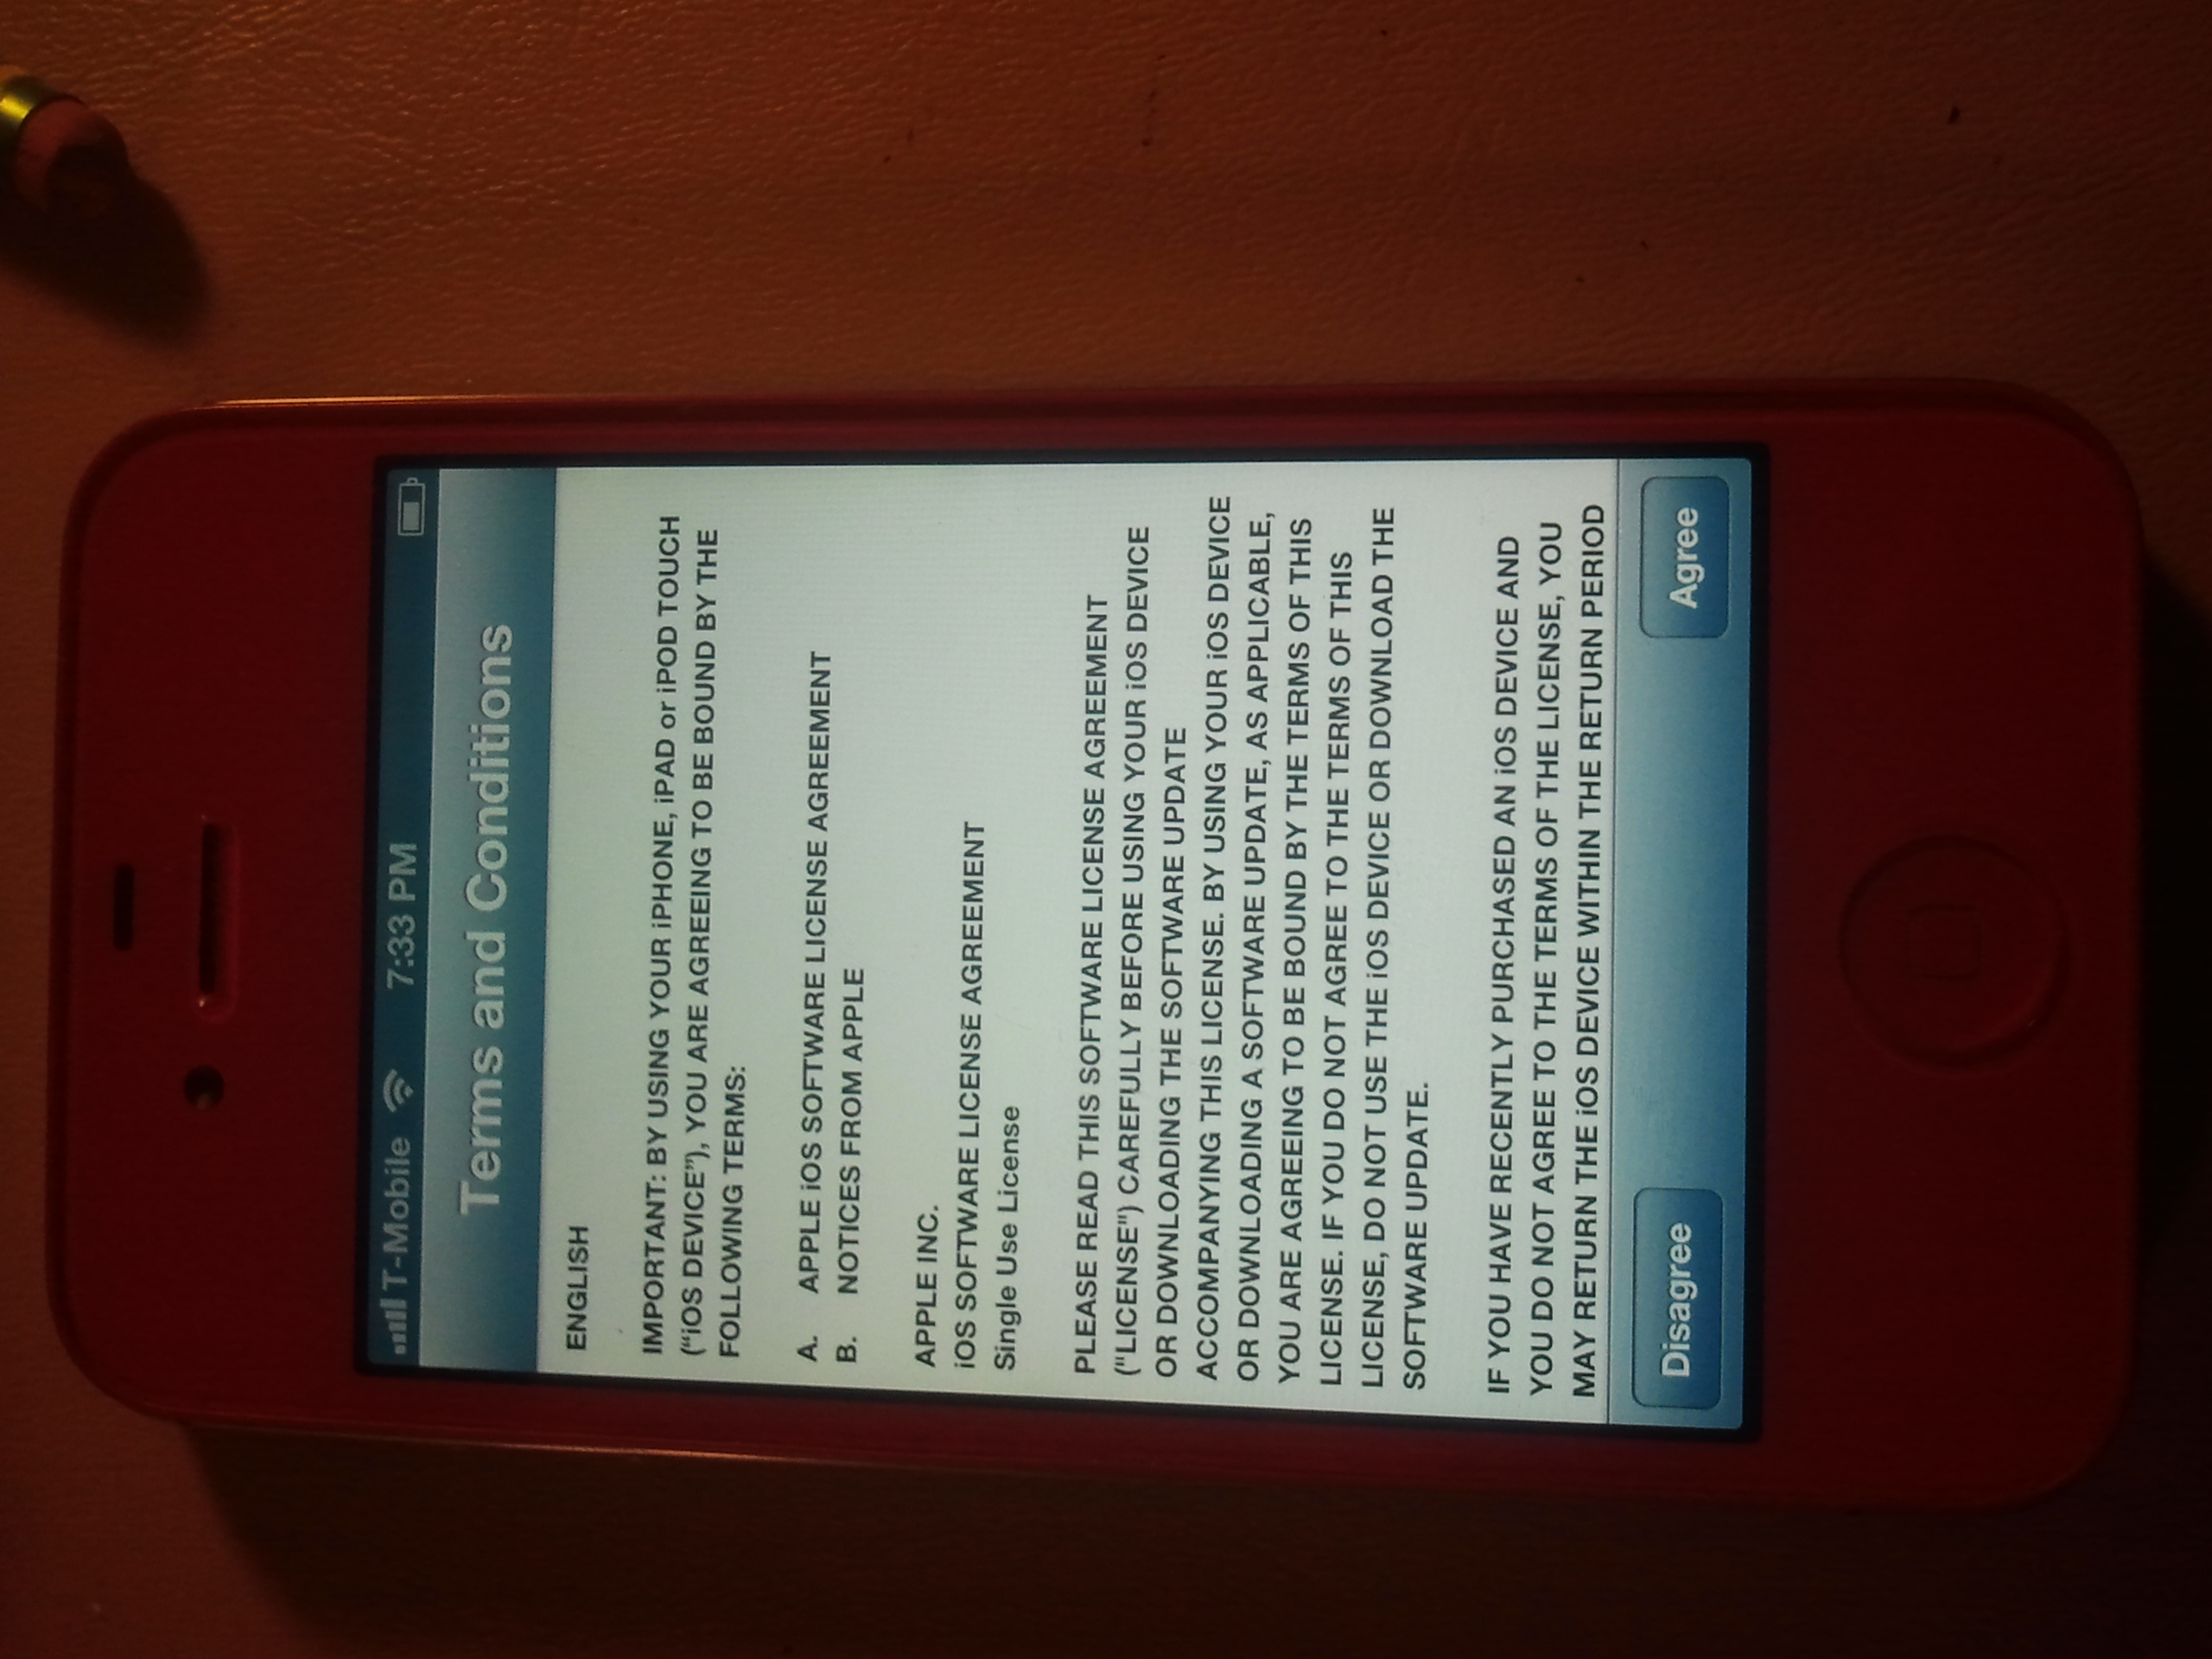 T-Mobile 7:33 PM
Terms and Conditions
ENGLISH
IMPORTANT: BY USING YOUR iPHONE, iPAD or iPOD TOUCH
(“iOS DEVICE”), YOU ARE AGREEING TO BE BOUND BY THE
FOLLOWING TERMS:
A. APPLE iOS SOFTWARE LICENSE AGREEMENT
B. NOTICES FROM APPLE
APPLE INC.
iOS SOFTWARE LICENSE AGREEMENT
Single Use License
PLEASE READ THIS SOFTWARE LICENSE AGREEMENT
("LICENSE") CAREFULLY BEFORE USING YOUR iOS DEVICE
OR DOWNLOADING THE SOFTWARE UPDATE
ACCOMPANYING THIS LICENSE. BY USING YOUR iOS DEVICE
OR DOWNLOADING A SOFTWARE UPDATE, AS APPLICABLE,
YOU ARE AGREEING TO BE BOUND BY THE TERMS OF THIS
LICENSE. IF YOU DO NOT AGREE TO THE TERMS OF THIS
LICENSE, DO NOT USE THE iOS DEVICE OR DOWNLOAD THE
SOFTWARE UPDATE.
IF YOU HAVE RECENTLY PURCHASED AN iOS DEVICE AND
YOU DO NOT AGREE TO THE TERMS OF THE LICENSE, YOU
MAY RETURN THE iOS DEVICE WITHIN THE RETURN PERIOD
Disagree Agree